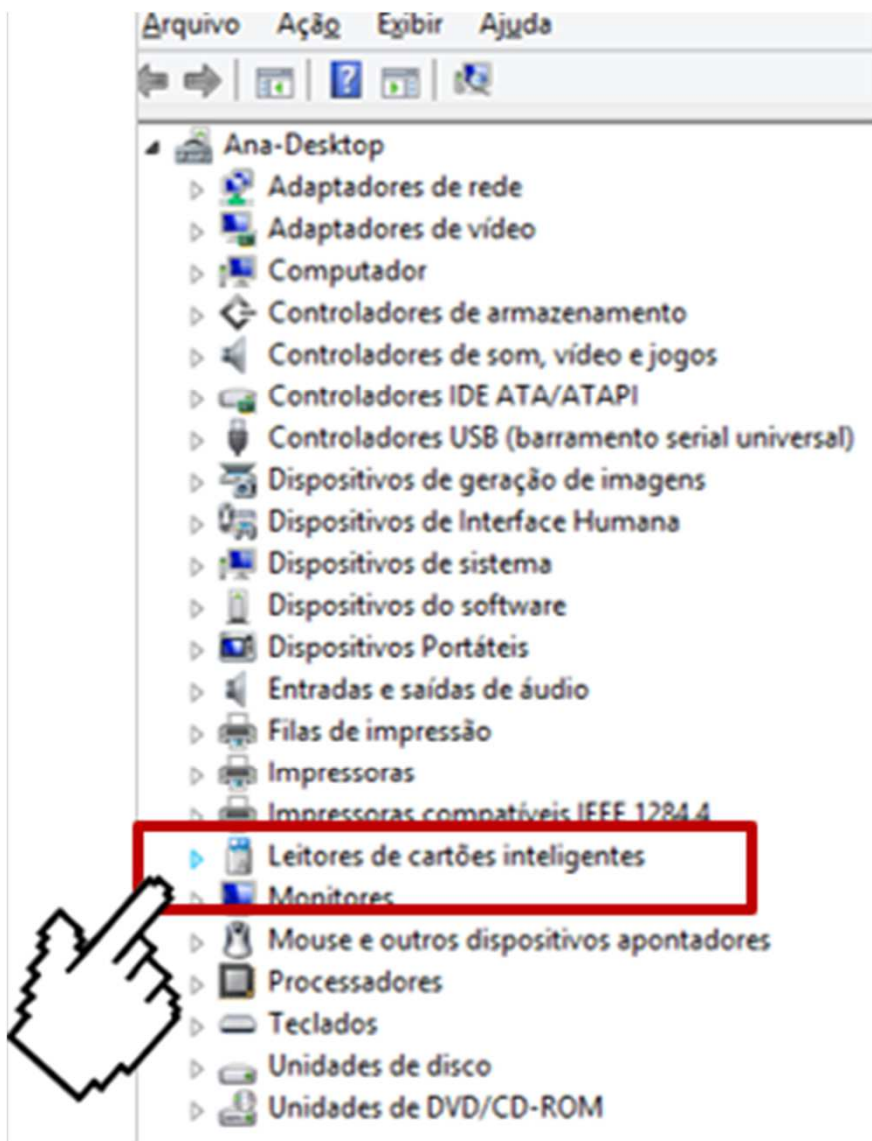 Arquivo Ação Exibir Ajuda
Ana-Desktop
Adaptadores de rede
Adaptadores de vídeo
Computador
Controladores de armazenamento
Controladores de som, vídeo e jogos
Controladores IDE ATA/ATAPI
Controladores USB (barramento serial universal)
Dispositivos de geração de imagens
Dispositivos de Interface Humana
Dispositivos de sistema
Dispositivos do software
Dispositivos Portáteis
Entradas e saídas de áudio
Filas de impressão
Impressoras
Impressoras compatíveis IEEE 1284.4
Leitores de cartões inteligentes
Monitores
Mouse e outros dispositivos apontadores
Processadores
Teclados
Unidades de disco
Unidades de DVD/CD-ROM